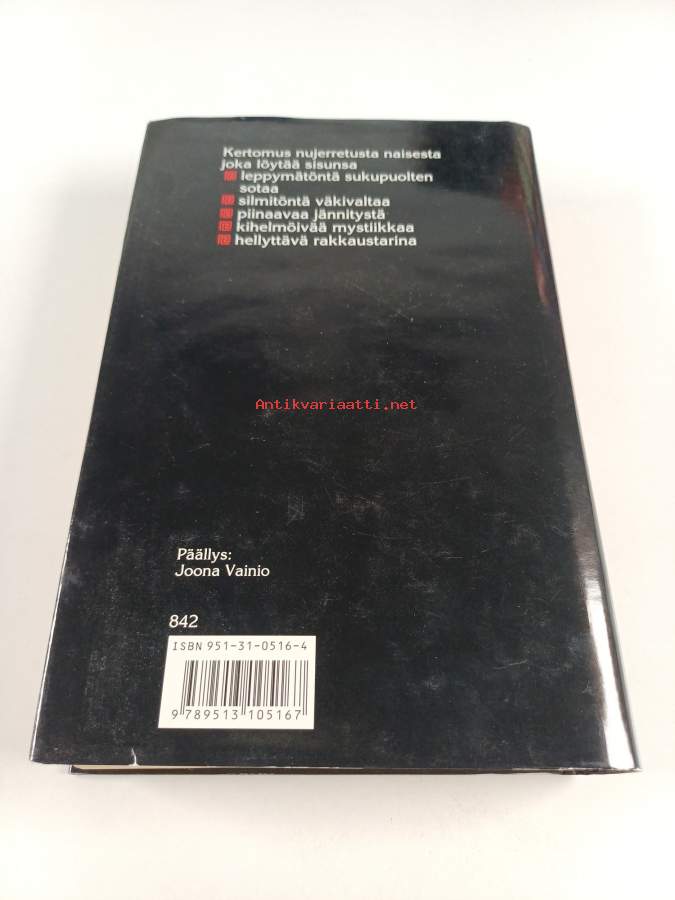 Kertomus nujerretusta naisesta
joka löytää sisunsa
leppymätöntä sukupuolten
sotaa
silmitöntä väkivaltaa
piinaavaa jännitystä
kihelmöivää mystiikkaa
hellyttävä rakkaustarina
Antikvariaatti.net
Päällys:
Joona Vainio
842
ISBN 951-31-0516-4
9 789513 105167